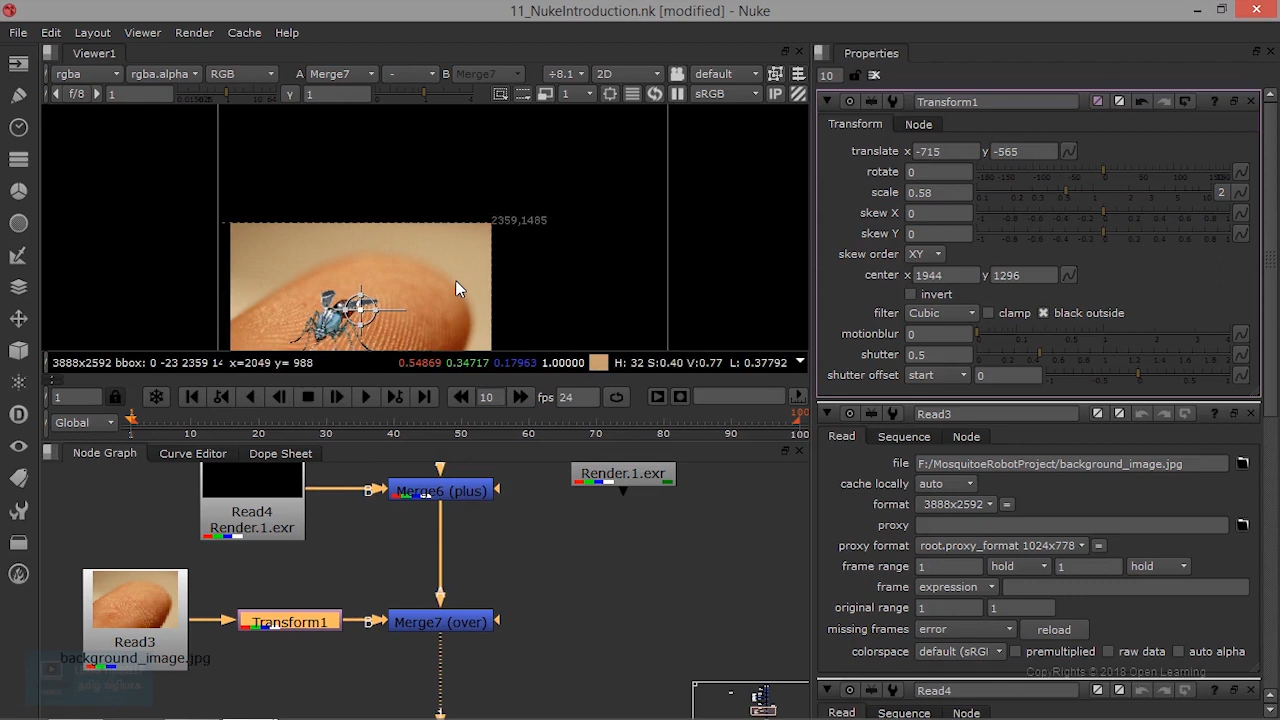 11_NukeIntroduction.nk [modified] - Nuke
File Edit Layout Viewer Render Cache Help
Viewer1
rgba rgba.alpha RGB A Merge7 - B Merge7 ÷8.1 2D default
f/8 1 γ 1 1 sRGB IP
2359,1485
3888x2592 bbox: 0 -23 2359 14 x=2049 y= 988 0.54869 0.34717 0.17963 1.00000 H: 32 S:0.40 V:0.77 L: 0.37792
1 10 fps 24
Global 1 10 20 30 40 50 60 70 80 90 100
Node Graph Curve Editor Dope Sheet
Render.1.exr
Merge6 (plus)
Read4
Render.1.exr
Transform1
Merge7 (over)
Read3
background_image.jpg
Properties
10
Transform1
Transform Node
translate x -715 y -565
rotate 0
scale 0.58 2
skew X 0
skew Y 0
skew order XY
center x 1944 y 1296
invert
filter Cubic clamp black outside
motionblur 0
shutter 0.5
shutter offset start 0
Read3
Read Sequence Node
file F:/MosquitoeRobotProject/background_image.jpg
cache locally auto
format 3888x2592 =
proxy
proxy format root.proxy_format 1024x778 =
frame range 1 hold 1 hold
frame expression
original range 1 1
missing frames error reload
colorspace default (sRGI premultiplied raw data auto alpha
CopyRights © 2018 Open Learning
Read4
Read Sequence Node